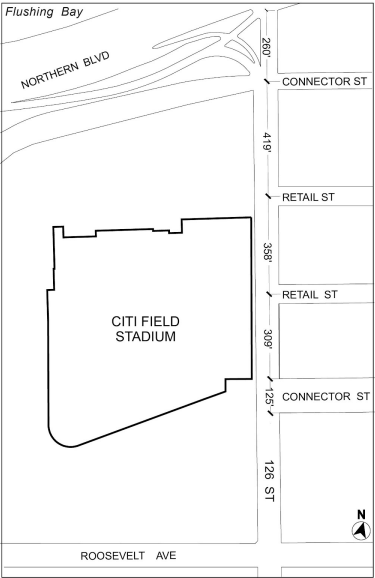 Flushing Bay
NORTHERN BLVD
260'
CONNECTOR ST
419'
RETAIL ST
358'
RETAIL ST
CITI FIELD
STADIUM
309'
125'
CONNECTOR ST
126 ST
N
ROOSEVELT AVE